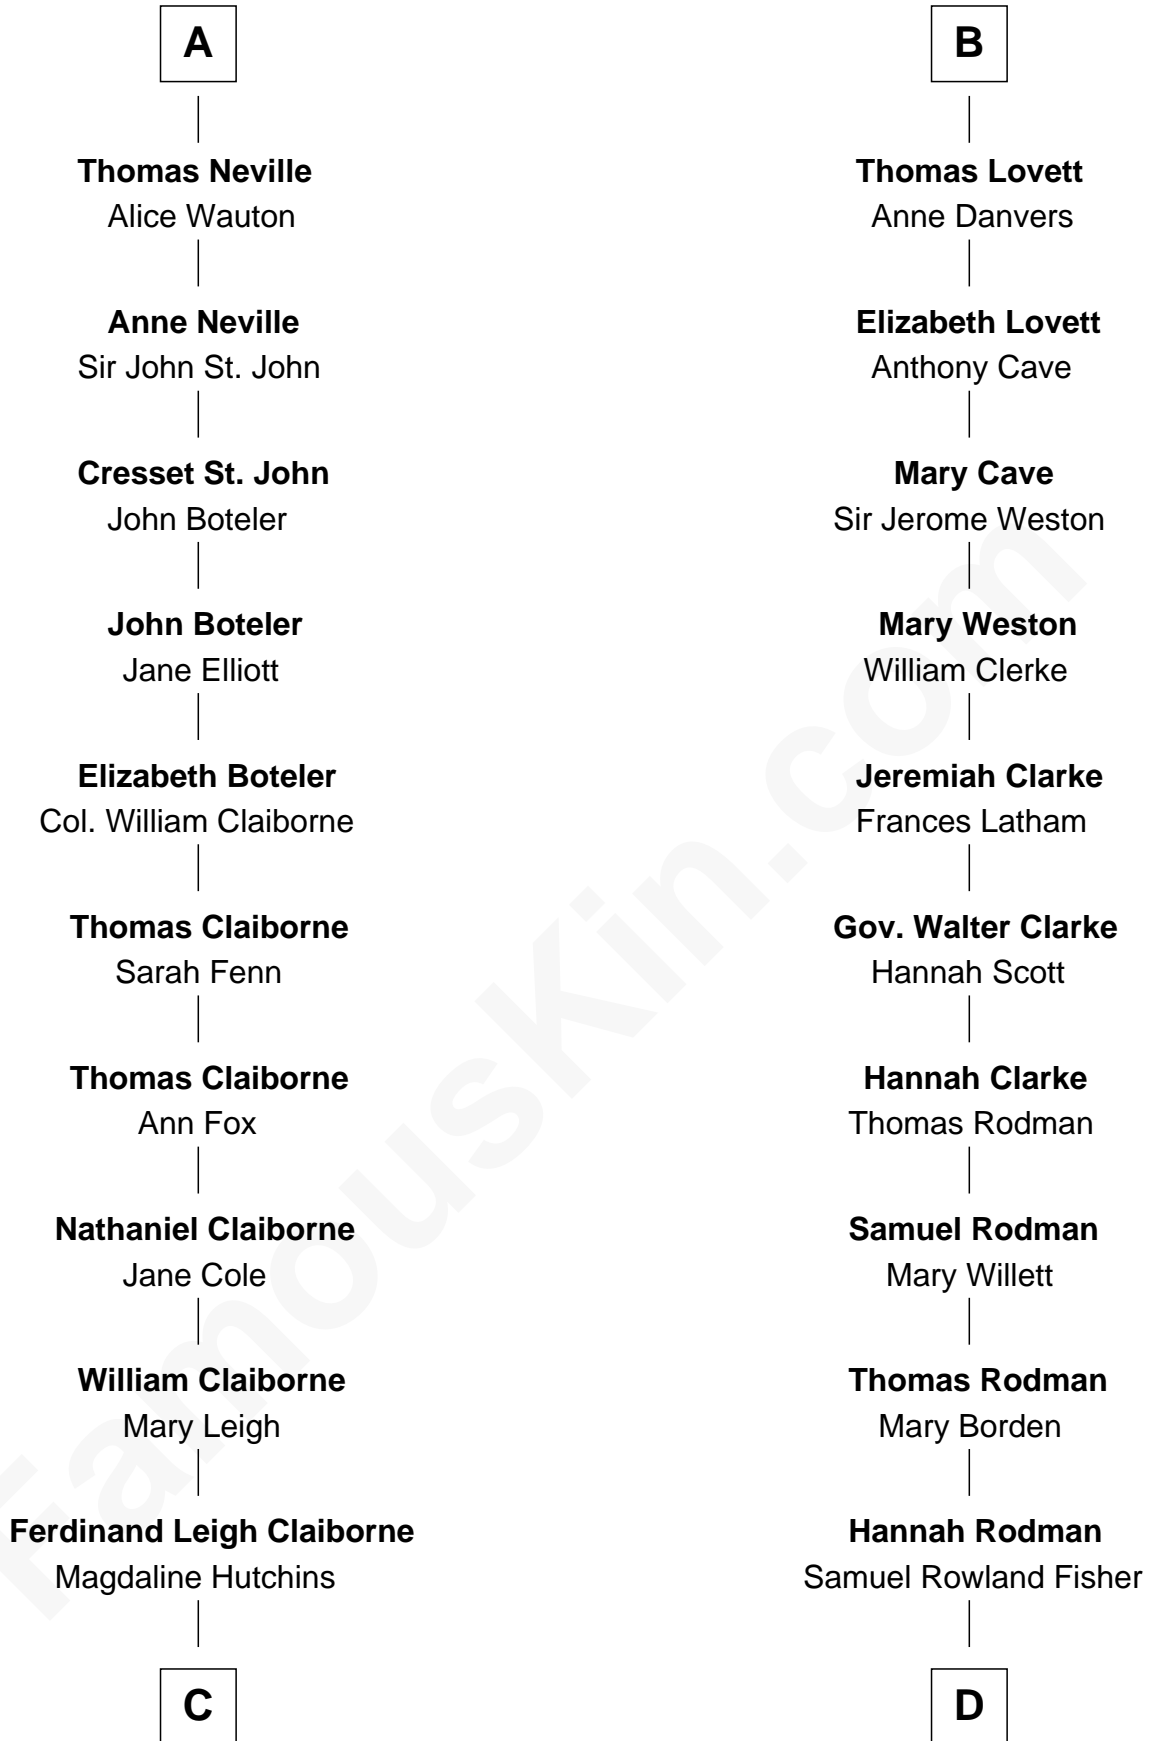 A
Thomas Neville
Alice Wauton
Anne Neville
Sir John St. John
Cresset St. John
John Boteler
John Boteler
Jane Elliott
Elizabeth Boteler
Col. William Claiborne
Thomas Claiborne
Sarah Fenn
Thomas Claiborne
Ann Fox
Nathaniel Claiborne
Jane Cole
William Claiborne
Mary Leigh
Ferdinand Leigh Claiborne
Magdaline Hutchins
C
B
Thomas Lovett
Anne Danvers
Elizabeth Lovett
Anthony Cave
Mary Cave
Sir Jerome Weston
Mary Weston
William Clerke
Jeremiah Clarke
Frances Latham
Gov. Walter Clarke
Hannah Scott
Hannah Clarke
Thomas Rodman
Samuel Rodman
Mary Willett
Thomas Rodman
Mary Borden
Hannah Rodman
Samuel Rowland Fisher
D
FamousKin.com